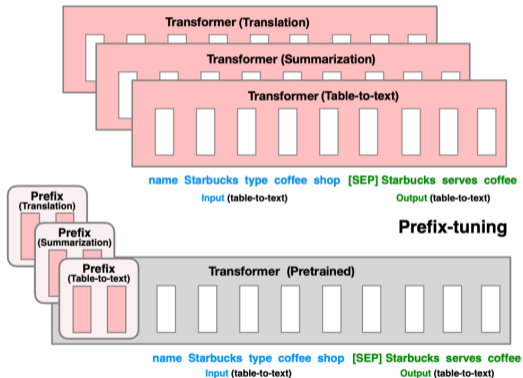 Transformer (Translation)
Transformer (Summarization)
Transformer (Table-to-text)
name Starbucks type coffee shop [SEP] Starbucks serves coffee
Input (table-to-text) Output (table-to-text)
Prefix-tuning
Prefix
(Translation)
Prefix
(Summarization)
Prefix
(Table-to-text)
Transformer (Pretrained)
name Starbucks type coffee shop [SEP] Starbucks serves coffee
Input (table-to-text) Output (table-to-text)